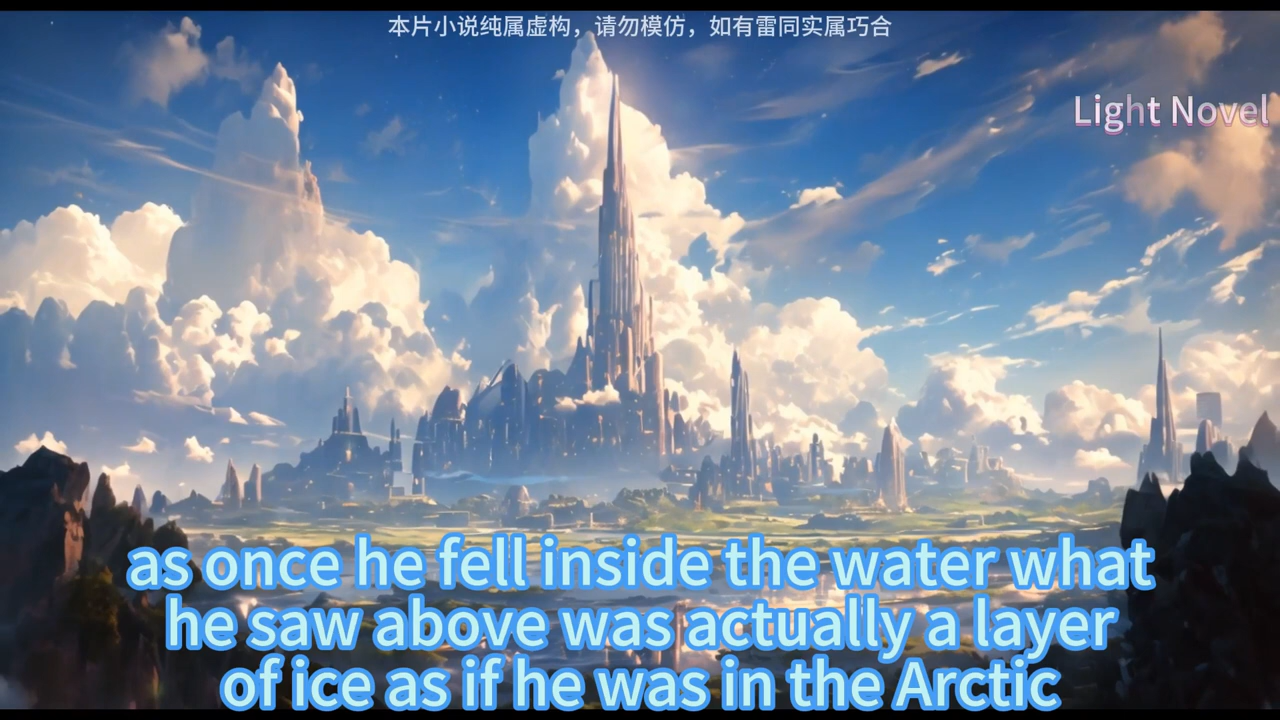 本片小说纯属虚构，请勿模仿，如有雷同实属巧合
Light Novel
as once he fell inside the water what
he saw above was actually a layer
of ice as if he was in the Arctic